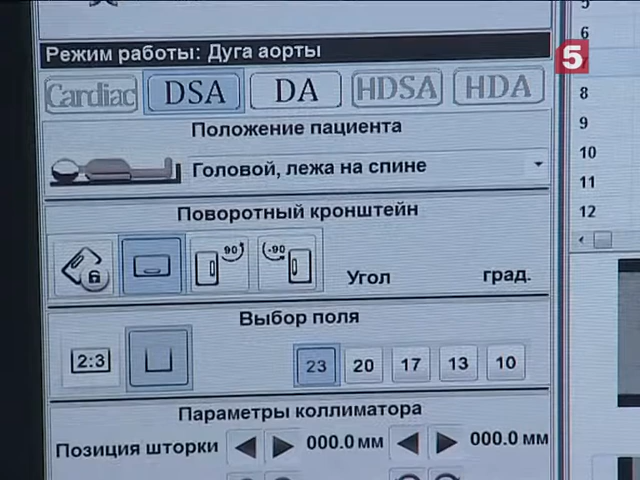 Режим работы: Дуга аорты
5
Cardiac DSA DA HDSA HDA
Положение пациента
Головой, лежа на спине
Поворотный кронштейн
90 -90
Угол град.
Выбор поля
2:3 23 20 17 13 10
Параметры коллиматора
Позиция шторки 000.0 мм 000.0 мм
6
8
9
10
11
12